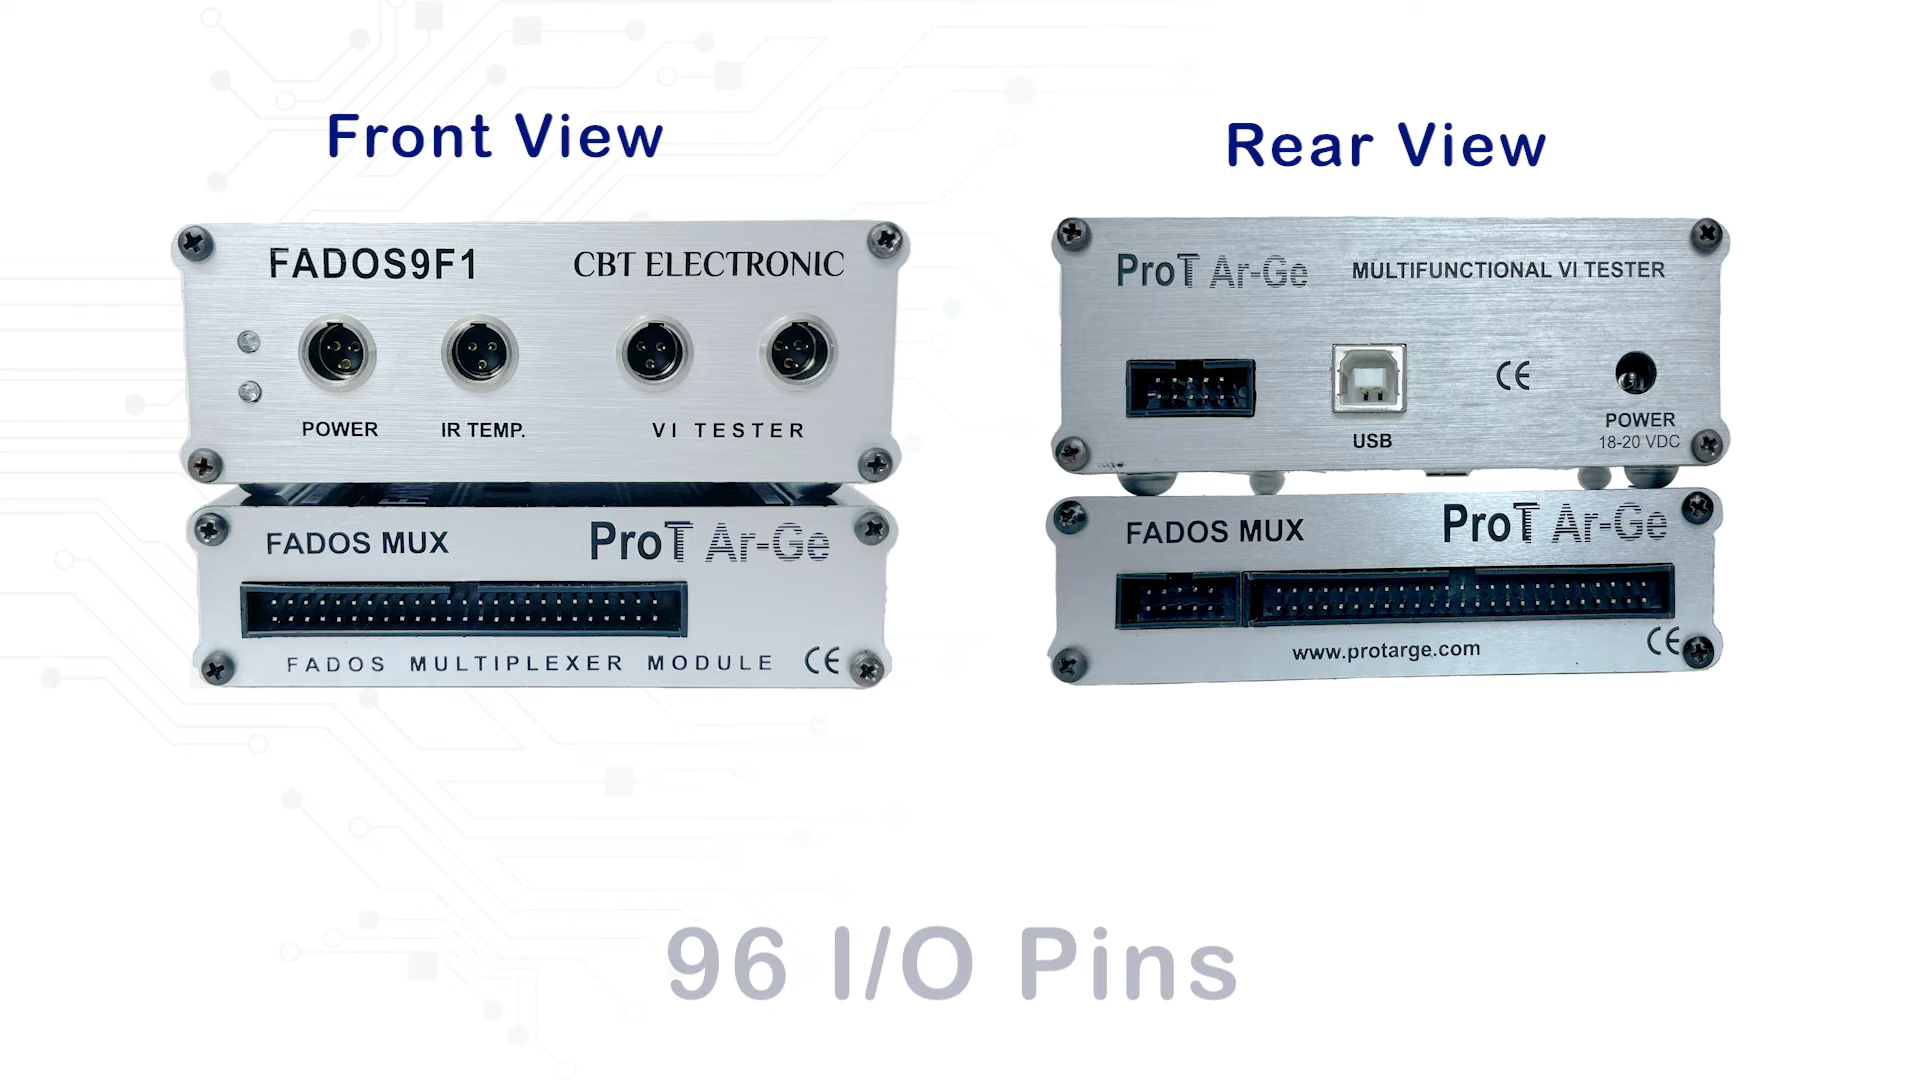 Front View
Rear View
FADOS9F1
CBT ELECTRONIC
POWER
IR TEMP.
VI TESTER
FADOS MUX
ProT Ar-Ge
FADOS MULTIPLEXER MODULE
CE
ProT Ar-Ge
MULTIFUNCTIONAL VI TESTER
CE
USB
POWER
18-20 VDC
FADOS MUX
ProT Ar-Ge
www.protarge.com
CE
96 I/O Pins